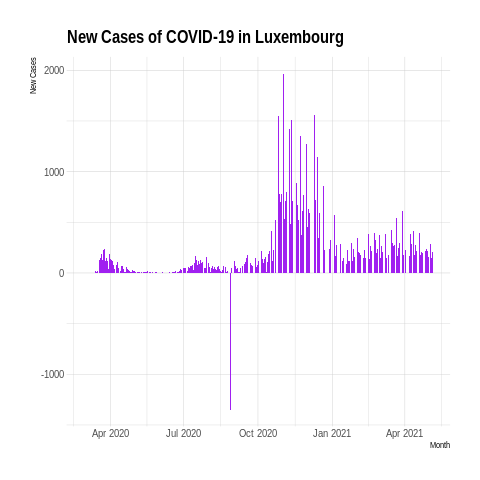 New Cases of COVID-19 in Luxembourg
New Cases
2000
1000
0
-1000
Apr 2020 Jul 2020 Oct 2020 Jan 2021 Apr 2021
Month